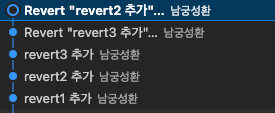 Revert "revert2 추가"... 남궁성환
Revert "revert3 추가"... 남궁성환
revert3 추가 남궁성환
revert2 추가 남궁성환
revert1 추가 남궁성환